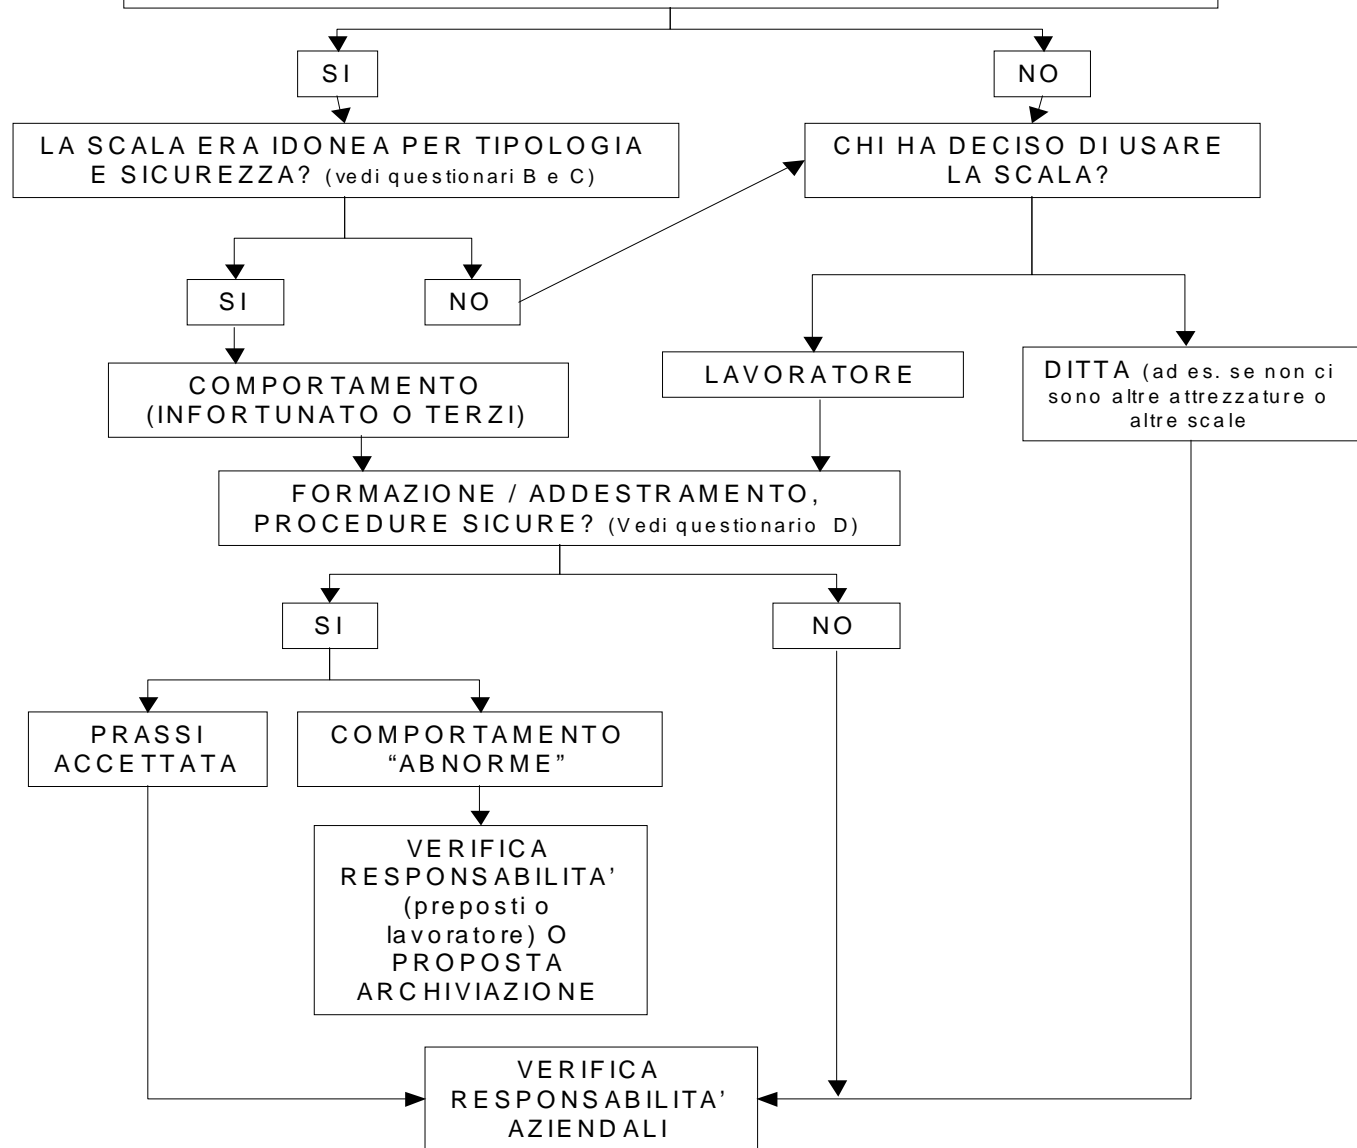 SI
NO
LA SCALA ERA IDONEA PER TIPOLOGIA
E SICUREZZA? (vedi questionari B e C)
CHI HA DECISO DI USARE
LA SCALA?
SI
NO
COMPORTAMENTO
(INFORTUNATO O TERZI)
LAVORATORE
DITTA (ad es. se non ci
sono altre attrezzature o
altre scale
FORMAZIONE / ADDESTRAMENTO,
PROCEDURE SICURE? (Vedi questionario D)
SI
NO
PRASSI
ACCETTATA
COMPORTAMENTO
“ABNORME”
VERIFICA
RESPONSABILITA’
(preposti o
lavoratore) O
PROPOSTA
ARCHIVIAZIONE
VERIFICA
RESPONSABILITA’
AZIENDALI